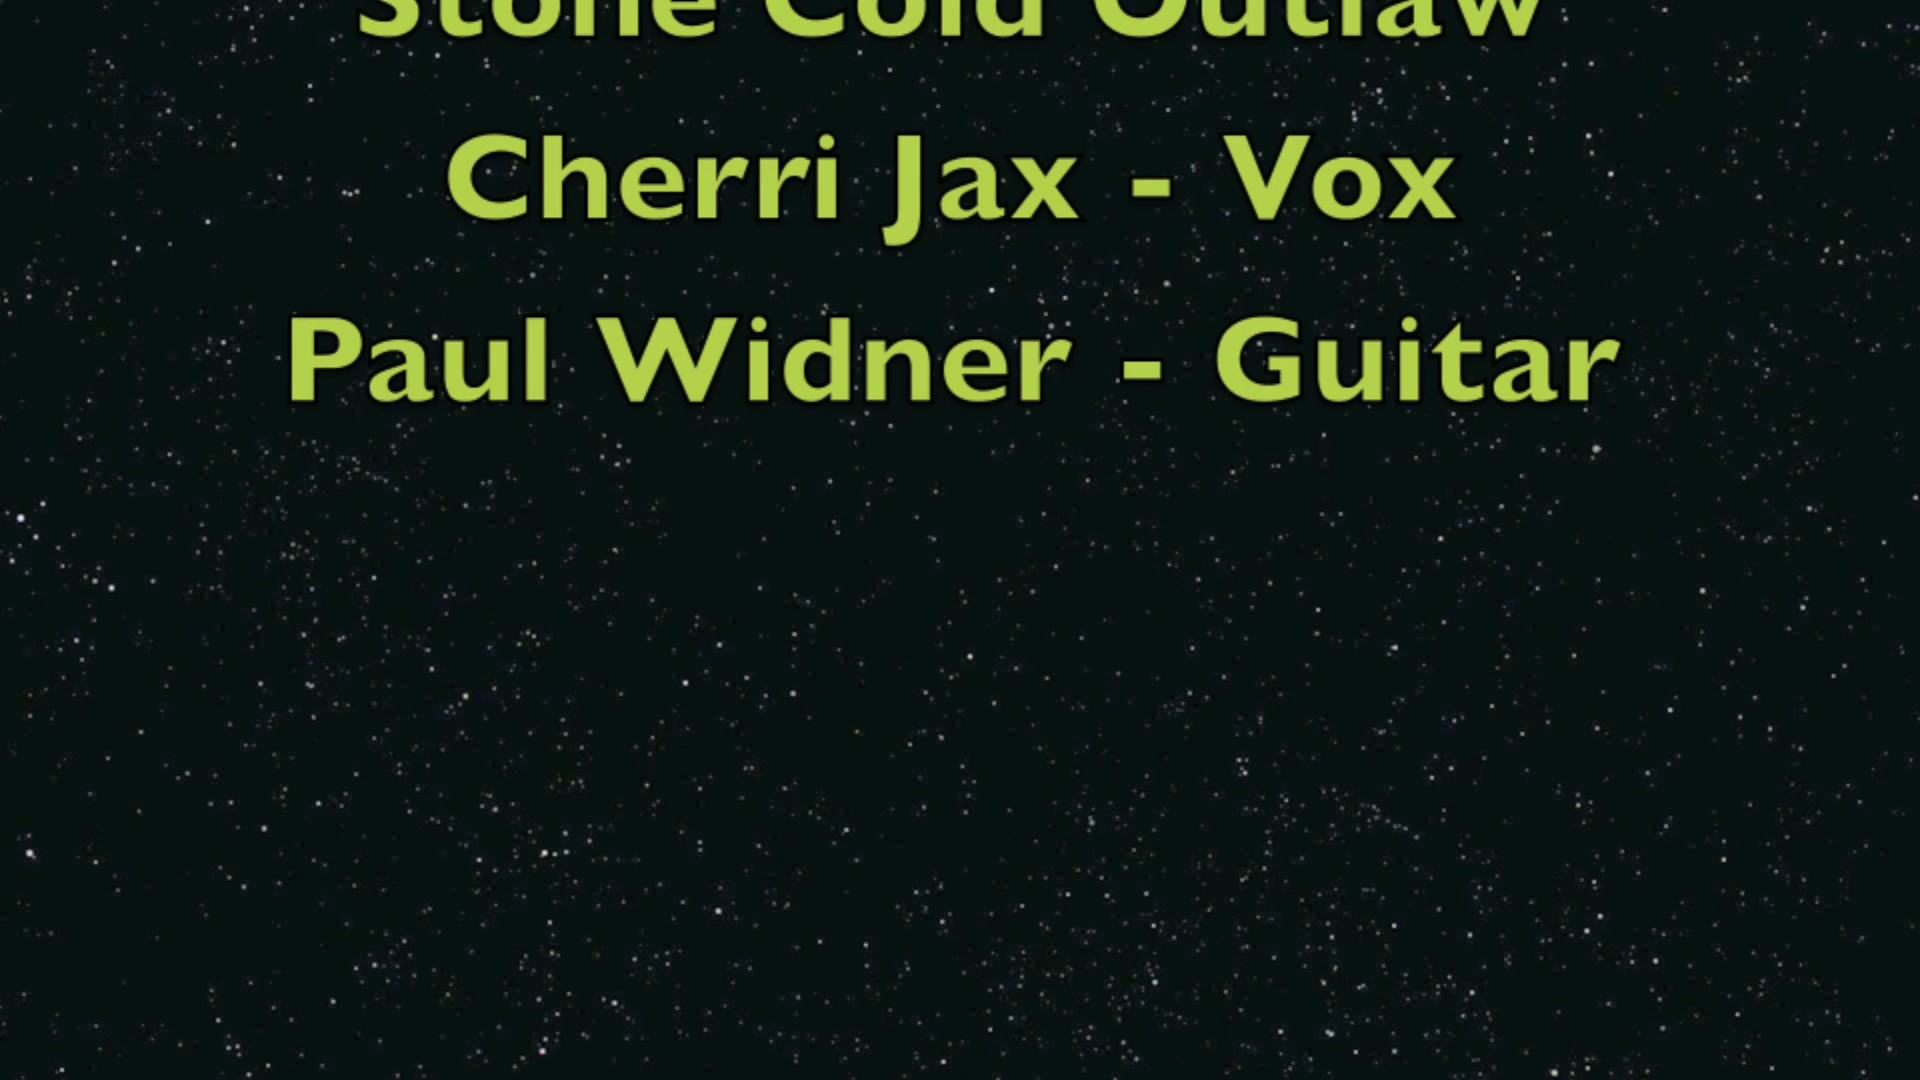 Stone Cold Outlaw
Cherri Jax - Vox
Paul Widner - Guitar